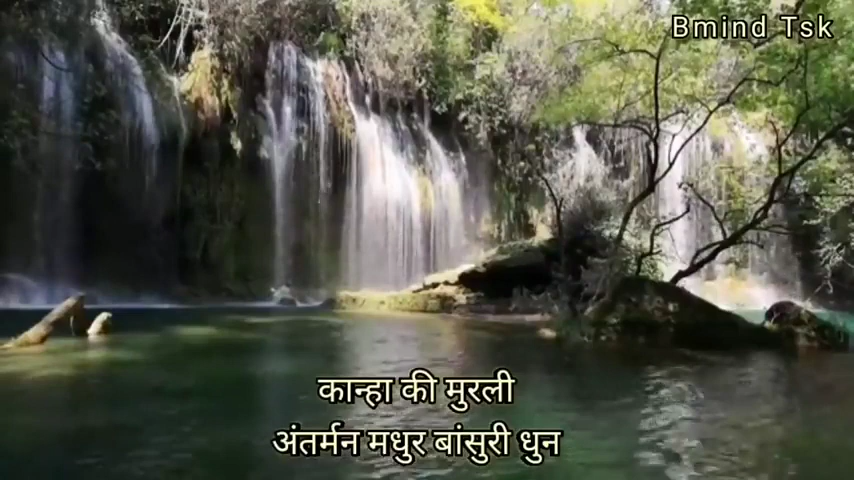 Bmind Tsk
कान्हा की मुरली
अंतर्मन मधुर बांसुरी धुन